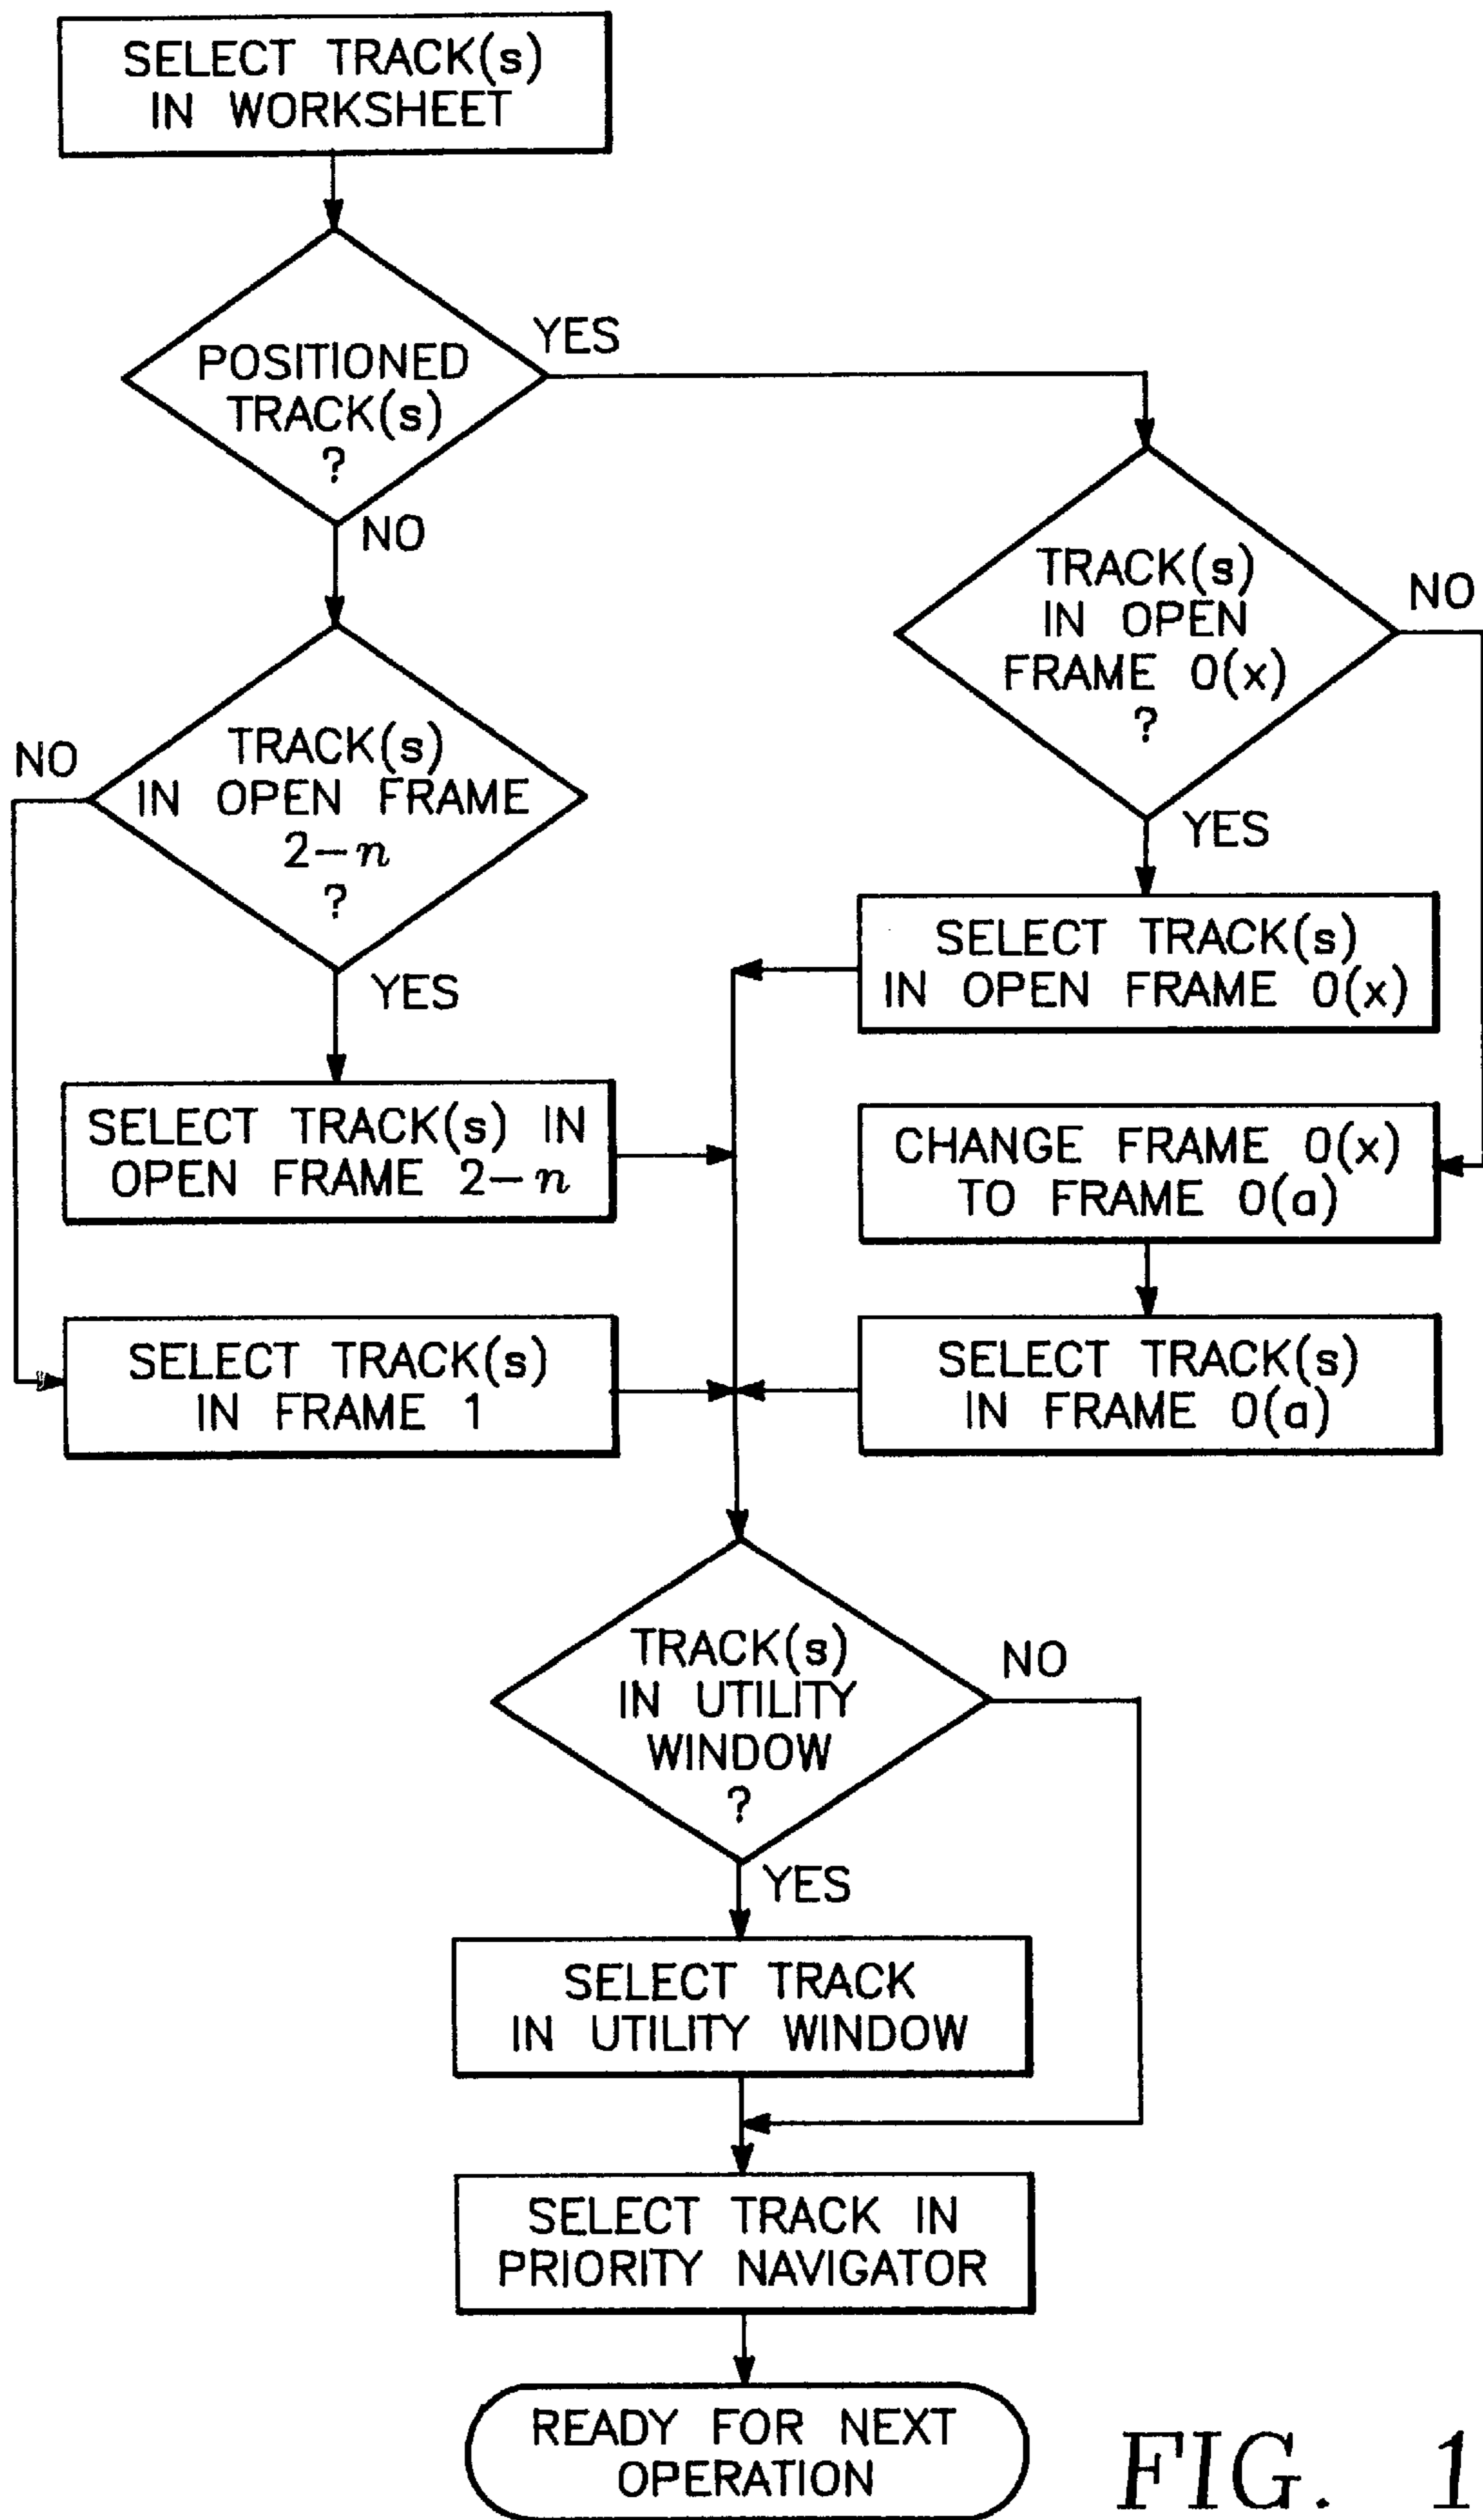 SELECT TRACK(s)
IN WORKSHEET
POSITIONED
TRACK(s)
?
YES
NO
TRACK(s)
IN OPEN
FRAME 0(x)
?
NO
YES
TRACK(s)
IN OPEN FRAME
2-n
?
NO
YES
SELECT TRACK(s)
IN OPEN FRAME 0(x)
SELECT TRACK(s) IN
OPEN FRAME 2-n
CHANGE FRAME 0(x)
TO FRAME 0(a)
SELECT TRACK(s)
IN FRAME 1
SELECT TRACK(s)
IN FRAME 0(a)
TRACK(s)
IN UTILITY
WINDOW
?
NO
YES
SELECT TRACK
IN UTILITY WINDOW
SELECT TRACK IN
PRIORITY NAVIGATOR
READY FOR NEXT
OPERATION
FIG. 1